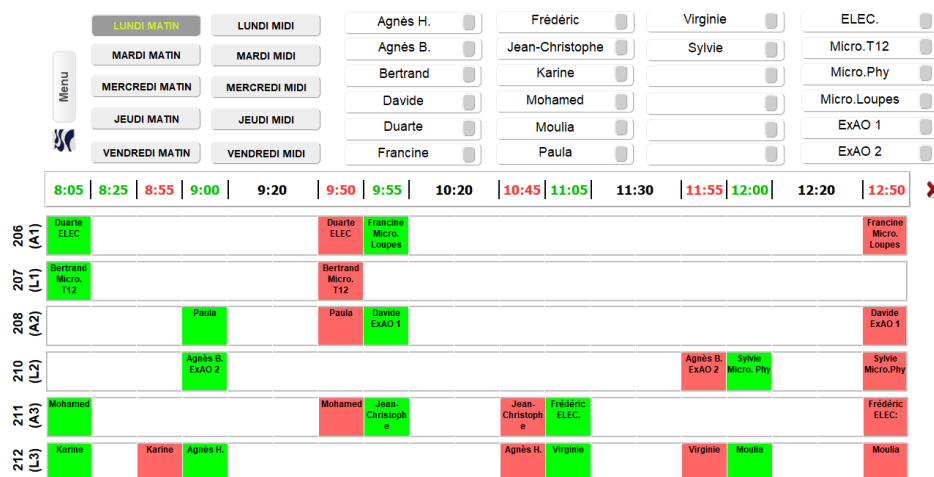 LUNDI MATIN LUNDI MIDI Agnès H. Frédéric Virginie ELEC.
MARDI MATIN MARDI MIDI Agnès B. Jean-Christophe Sylvie Micro.T12
Menu
MERCREDI MATIN MERCREDI MIDI Bertrand Karine Micro.Phy
Davide Mohamed Micro.Loupes
JEUDI MATIN JEUDI MIDI Duarte Moulia ExAO 1
VENDREDI MATIN VENDREDI MIDI Francine Paula ExAO 2
8:05 8:25 8:55 9:00 9:20 9:50 9:55 10:20 10:45 11:05 11:30 11:55 12:00 12:20 12:50
206 (A1)
Duarte ELEC
Duarte ELEC
Francine Micro. Loupes
Francine Micro. Loupes
207 (L1)
Bertrand Micro. T12
Bertrand Micro. T12
208 (A2)
Paula
Paula
Davide ExAO 1
Davide ExAO 1
210 (L2)
Agnès B. ExAO 2
Agnès B. ExAO 2
Sylvie Micro. Phy
Sylvie Micro.Phy
211 (A3)
Mohamed
Mohamed
Jean-Christophe
Jean-Christophe
Frédéric ELEC.
Frédéric ELEC:
212 (L3)
Karine
Karine
Agnès H.
Agnès H.
Virginie
Virginie
Moulia
Moulia